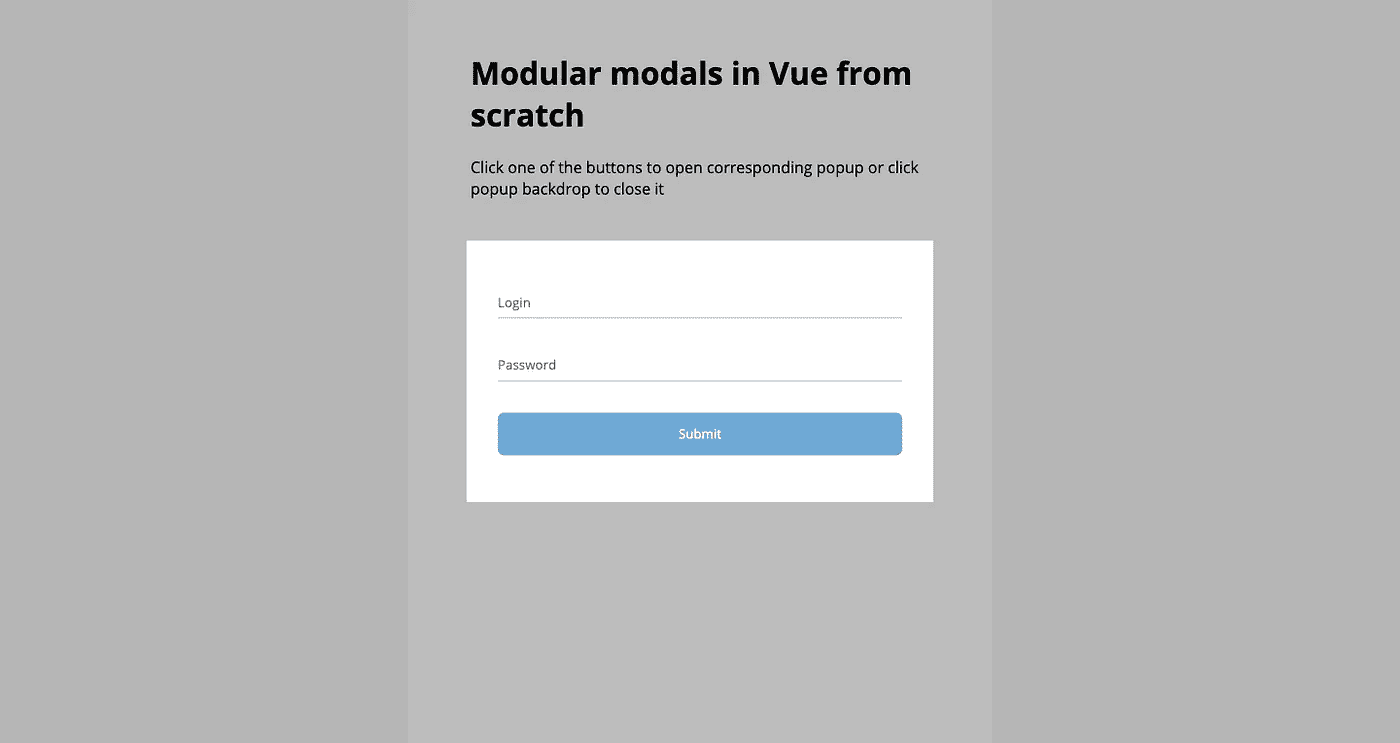 Modular modals in Vue from
scratch
Click one of the buttons to open corresponding popup or click
popup backdrop to close it
Login
Password
Submit